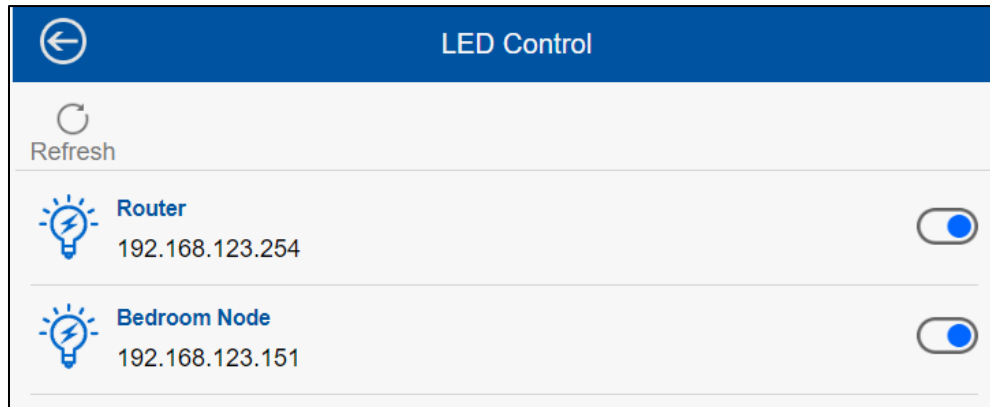 LED Control
Refresh
Router
192.168.123.254
Bedroom Node
192.168.123.151